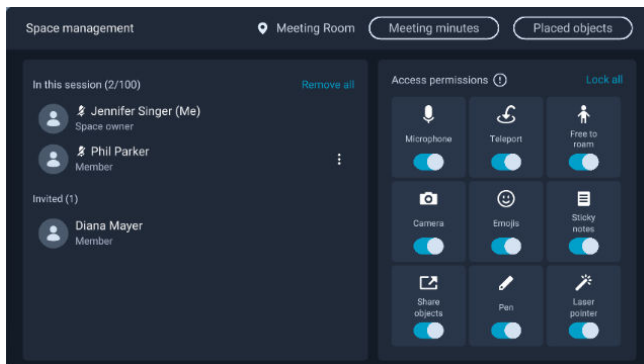 Space management
Meeting Room
Meeting minutes
Placed objects
In this session (2/100)
Remove all
Jennifer Singer (Me)
Space owner
Phil Parker
Member
Invited (1)
Diana Mayer
Member
Access permissions
Lock all
Microphone
Teleport
Free to
roam
Camera
Emojis
Sticky
notes
Share
objects
Pen
Laser
pointer